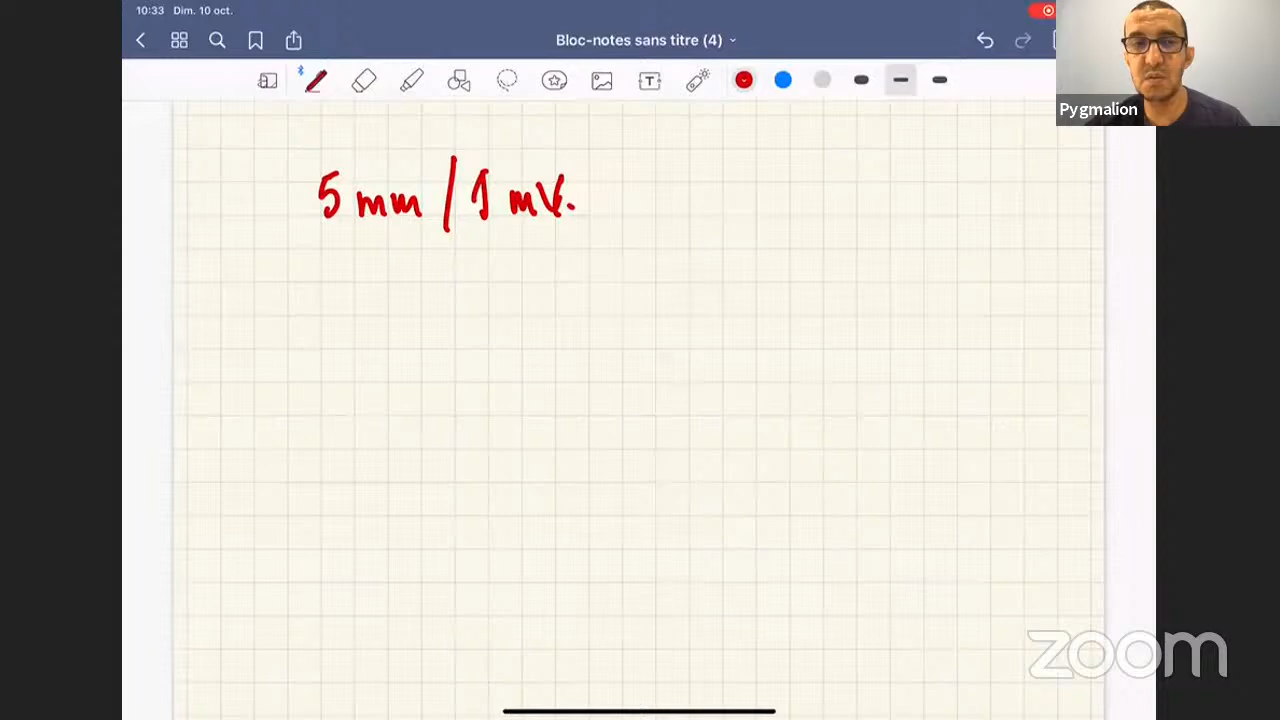 10:33 Dim. 10 oct.
Bloc-notes sans titre (4)
T
Pygmalion
5 mm / 1 mV.
zoom